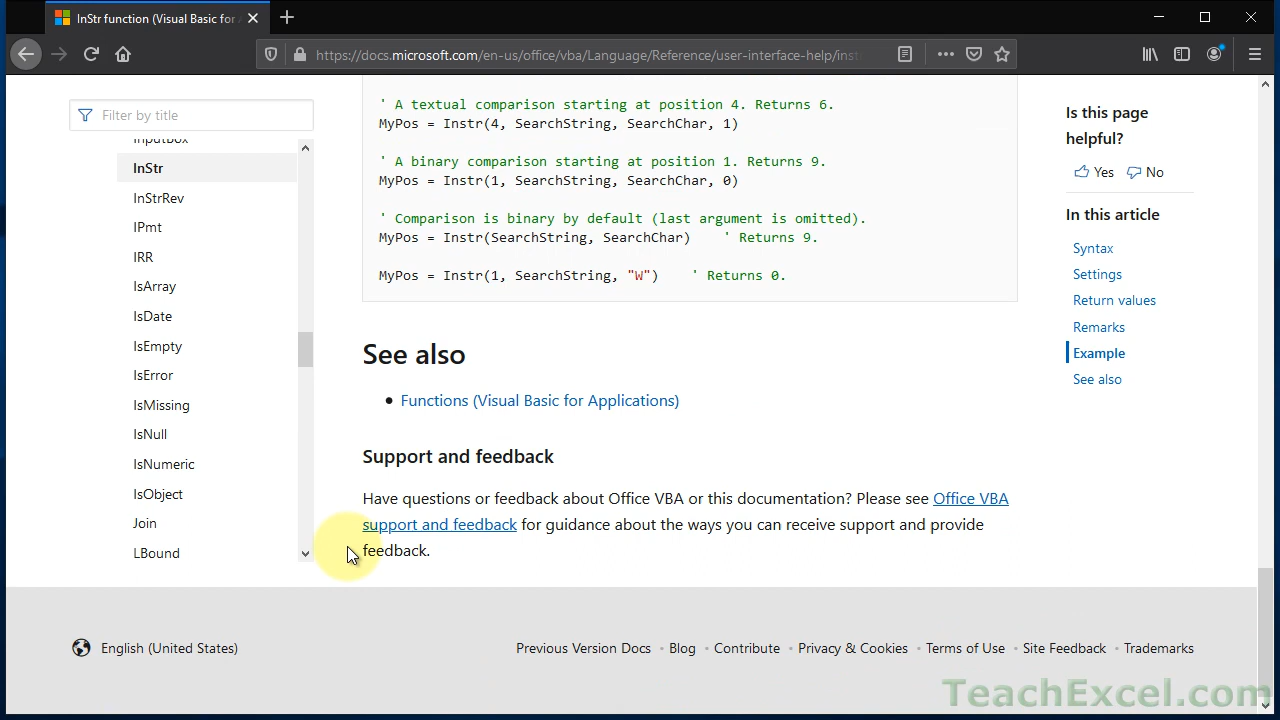 InStr function (Visual Basic for A
https://docs.microsoft.com/en-us/office/vba/Language/Reference/user-interface-help/inst
Filter by title
InputBox
InStr
InStrRev
IPmt
IRR
IsArray
IsDate
IsEmpty
IsError
IsMissing
IsNull
IsNumeric
IsObject
Join
LBound
' A textual comparison starting at position 4. Returns 6.
MyPos = Instr(4, SearchString, SearchChar, 1)
' A binary comparison starting at position 1. Returns 9.
MyPos = Instr(1, SearchString, SearchChar, 0)
' Comparison is binary by default (last argument is omitted).
MyPos = Instr(SearchString, SearchChar)    ' Returns 9.
MyPos = Instr(1, SearchString, "W")    ' Returns 0.
See also
Functions (Visual Basic for Applications)
Support and feedback
Have questions or feedback about Office VBA or this documentation? Please see Office VBA
support and feedback for guidance about the ways you can receive support and provide
feedback.
Is this page
helpful?
Yes No
In this article
Syntax
Settings
Return values
Remarks
Example
See also
English (United States)
Previous Version Docs • Blog • Contribute • Privacy & Cookies • Terms of Use • Site Feedback • Trademarks
TeachExcel.com